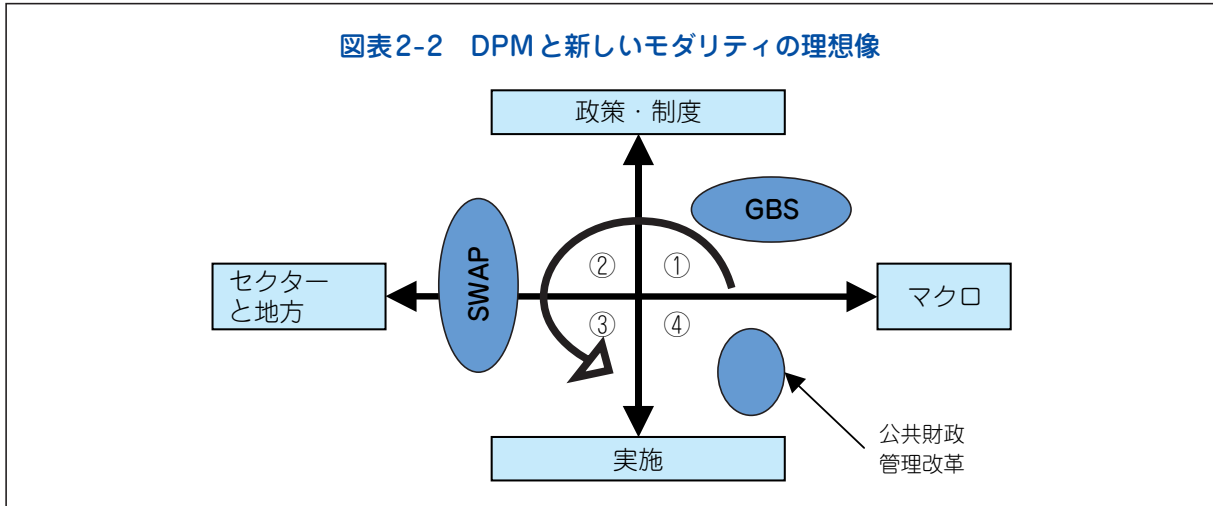 図表2-2 DPMと新しいモダリティの理想像
政策・制度
GBS
SWAP
② ①
セクター
と地方
マクロ
③ ④
公共財政
管理改革
実施